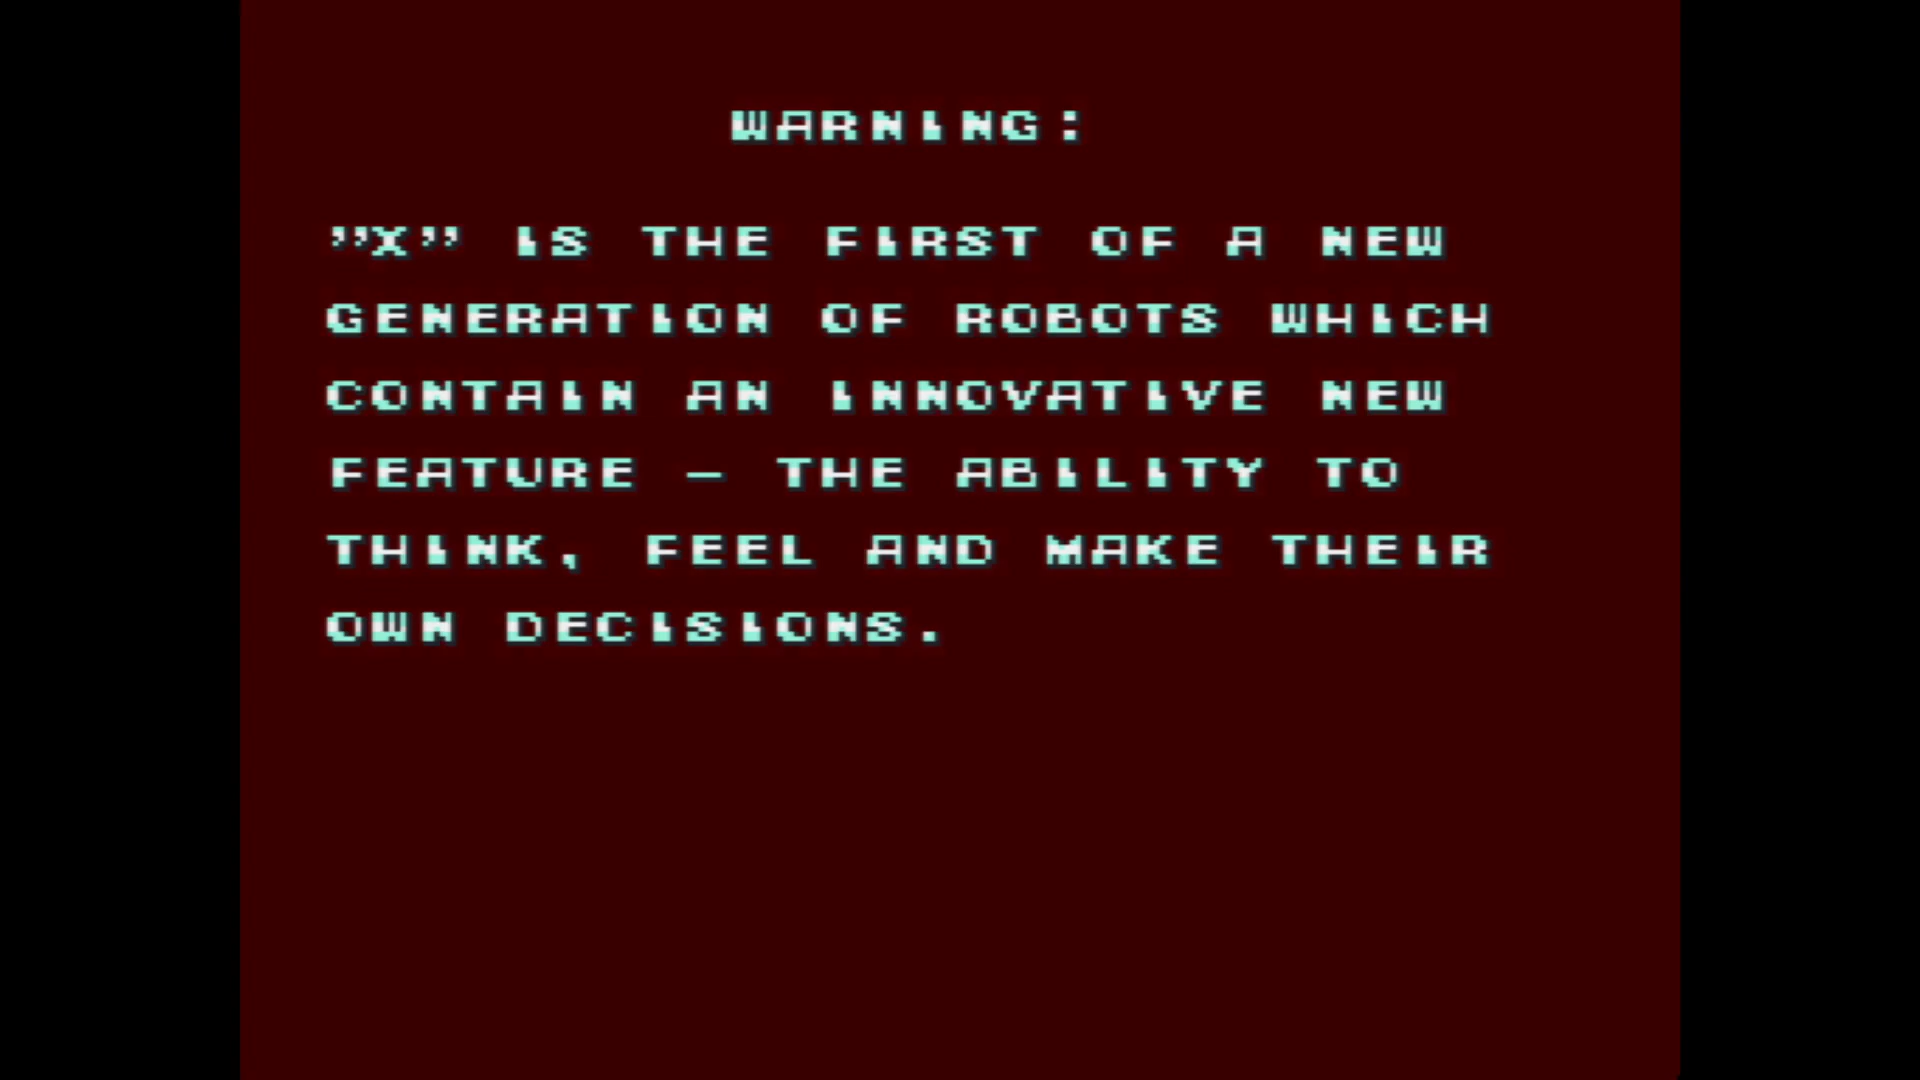 WARNING:
"X" IS THE FIRST OF A NEW
GENERATION OF ROBOTS WHICH
CONTAIN AN INNOVATIVE NEW
FEATURE – THE ABILITY TO
THINK, FEEL AND MAKE THEIR
OWN DECISIONS.